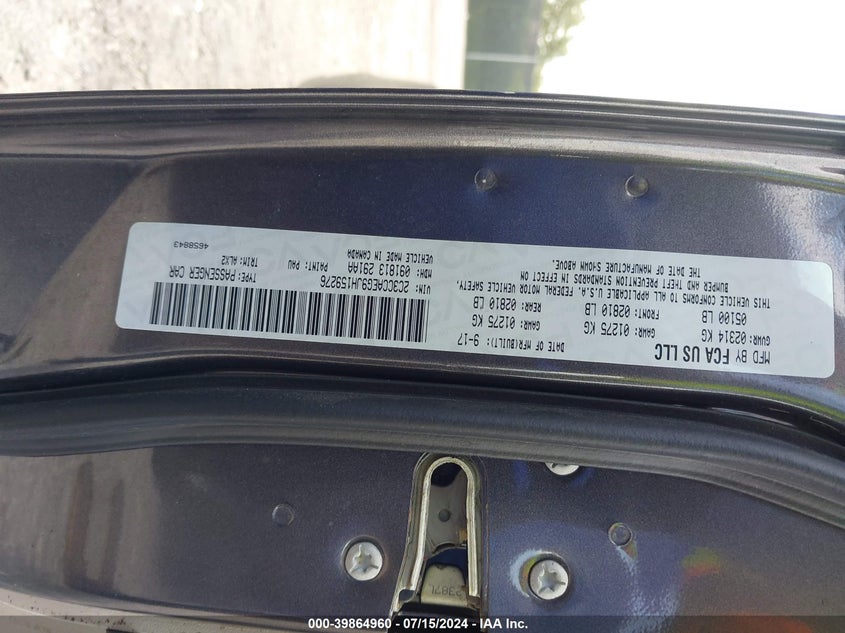 MFD BY FCA US LLC
DATE OF MFR(BUILT): 9-17
GVWR: 02314 KG
05100 LB
GAWR: 01275 KG
FRONT: 02810 LB
GAWR: 01275 KG
REAR: 02810 LB
THIS VEHICLE CONFORMS TO ALL APPLICABLE U.S.A. FEDERAL MOTOR VEHICLE SAFETY,
BUMPER AND THEFT PREVENTION STANDARDS IN EFFECT ON
THE DATE OF MANUFACTURE SHOWN ABOVE.
VIN: 2C3CCAEG9JH159276
TYPE: PASSENGER CAR
MDH: 091813 291AA
PAINT: PAU
TRIM: ALX2
VEHICLE MADE IN CANADA
4658843
2387L
000-39864960 - 07/15/2024 - IAA Inc.